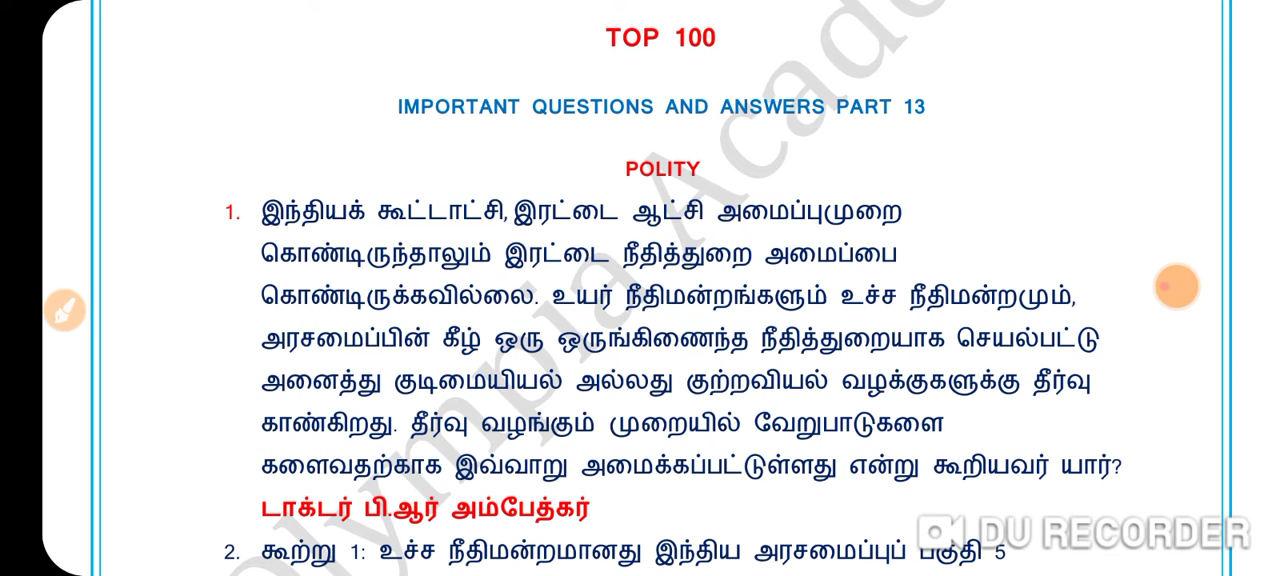 TOP 100
IMPORTANT QUESTIONS AND ANSWERS PART 13
POLITY
1. இந்தியக் கூட்டாட்சி, இரட்டை ஆட்சி அமைப்புமுறை
கொண்டிருந்தாலும் இரட்டை நீதித்துறை அமைப்பை
கொண்டிருக்கவில்லை. உயர் நீதிமன்றங்களும் உச்ச நீதிமன்றமும்,
அரசமைப்பின் கீழ் ஒரு ஒருங்கிணைந்த நீதித்துறையாக செயல்பட்டு
அனைத்து குடிமையியல் அல்லது குற்றவியல் வழக்குகளுக்கு தீர்வு
காண்கிறது. தீர்வு வழங்கும் முறையில் வேறுபாடுகளை
களைவதற்காக இவ்வாறு அமைக்கப்பட்டுள்ளது என்று கூறியவர் யார்?
டாக்டர் பி.ஆர் அம்பேத்கர்
2. கூற்று 1: உச்ச நீதிமன்றமானது இந்திய அரசமைப்புப் பகுதி 5
DU RECORDER